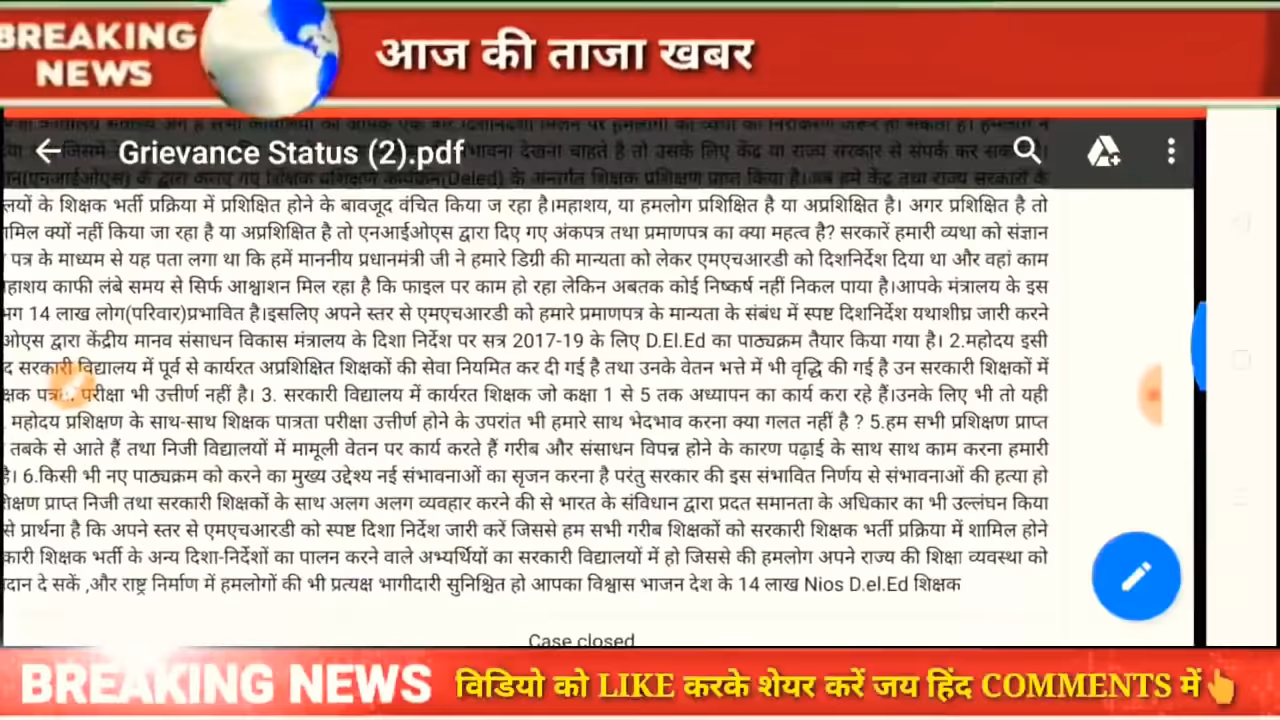 BREAKING
NEWS
आज की ताजा खबर
Grievance Status (2).pdf
लयों के शिक्षक भर्ती प्रक्रिया में प्रशिक्षित होने के बावजूद वंचित किया ज रहा है।महाशय, या हमलोग प्रशिक्षित है या अप्रशिक्षित है। अगर प्रशिक्षित है तो
मिल क्यों नहीं किया जा रहा है या अप्रशिक्षित है तो एनआईओएस द्वारा दिए गए अंकपत्र तथा प्रमाणपत्र का क्या महत्व है? सरकारें हमारी व्यथा को संज्ञान
पत्र के माध्यम से यह पता लगा था कि हमें माननीय प्रधानमंत्री जी ने हमारे डिग्री की मान्यता को लेकर एमएचआरडी को दिशनिर्देश दिया था और वहां काम
हाशय काफी लंबे समय से सिर्फ आश्वाशन मिल रहा है कि फाइल पर काम हो रहा लेकिन अबतक कोई निष्कर्ष नहीं निकल पाया है।आपके मंत्रालय के इस
भग 14 लाख लोग(परिवार)प्रभावित है।इसलिए अपने स्तर से एमएचआरडी को हमारे प्रमाणपत्र के मान्यता के संबंध में स्पष्ट दिशनिर्देश यथाशीघ्र जारी करने
ओएस द्वारा केंद्रीय मानव संसाधन विकास मंत्रालय के दिशा निर्देश पर सत्र 2017-19 के लिए D.El.Ed का पाठ्यक्रम तैयार किया गया है। 2.महोदय इसी
द सरकारी विद्यालय में पूर्व से कार्यरत अप्रशिक्षित शिक्षकों की सेवा नियमित कर दी गई है तथा उनके वेतन भत्ते में भी वृद्धि की गई है उन सरकारी शिक्षकों में
क्षक परीक्षा भी उत्तीर्ण नहीं है। 3. सरकारी विद्यालय में कार्यरत शिक्षक जो कक्षा 1 से 5 तक अध्यापन का कार्य करा रहे हैं।उनके लिए भी तो यही
महोदय प्रशिक्षण के साथ-साथ शिक्षक पात्रता परीक्षा उत्तीर्ण होने के उपरांत भी हमारे साथ भेदभाव करना क्या गलत नहीं है ? 5.हम सभी प्रशिक्षण प्राप्त
तबके से आते हैं तथा निजी विद्यालयों में मामूली वेतन पर कार्य करते हैं गरीब और संसाधन विपन्न होने के कारण पढ़ाई के साथ साथ काम करना हमारी
है। 6.किसी भी नए पाठ्यक्रम को करने का मुख्य उद्देश्य नई संभावनाओं का सृजन करना है परंतु सरकार की इस संभावित निर्णय से संभावनाओं की हत्या हो
शिक्षण प्राप्त निजी तथा सरकारी शिक्षकों के साथ अलग अलग व्यवहार करने की से भारत के संविधान द्वारा प्रदत समानता के अधिकार का भी उल्लंघन किया
से प्रार्थना है कि अपने स्तर से एमएचआरडी को स्पष्ट दिशा निर्देश जारी करें जिससे हम सभी गरीब शिक्षकों को सरकारी शिक्षक भर्ती प्रक्रिया में शामिल होने
कारी शिक्षक भर्ती के अन्य दिशा-निर्देशों का पालन करने वाले अभ्यर्थियों का सरकारी विद्यालयों में हो जिससे की हमलोग अपने राज्य की शिक्षा व्यवस्था को
दान दे सकें ,और राष्ट्र निर्माण में हमलोगों की भी प्रत्यक्ष भागीदारी सुनिश्चित हो आपका विश्वास भाजन देश के 14 लाख Nios D.el.Ed शिक्षक
Case closed
BREAKING NEWS विडियो को LIKE करके शेयर करें जय हिंद COMMENTS में